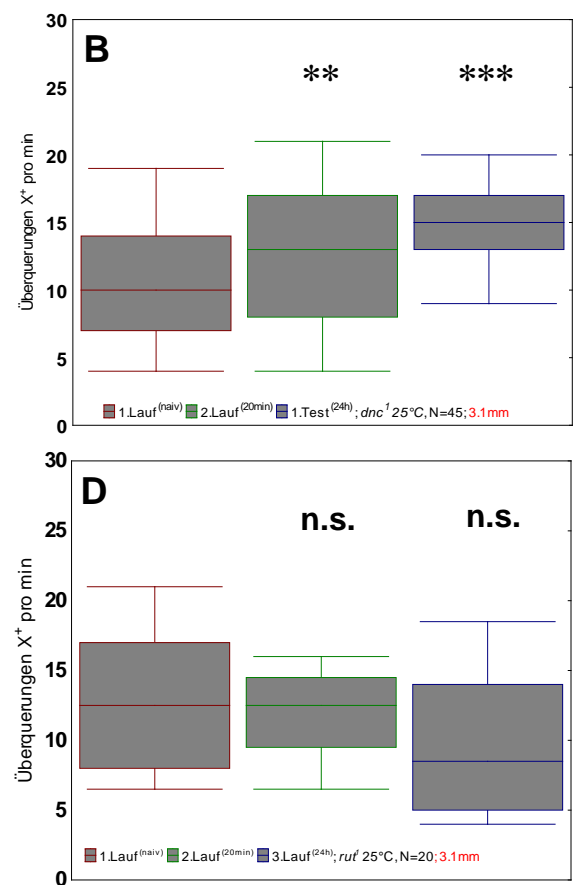 B
** ***
Überquerungen X⁺ pro min
30
25
20
15
10
5
0
1.Lauf(naiv) 2.Lauf(20min) 1.Test(24h); dnc¹ 25°C, N=45; 3.1mm
D
n.s. n.s.
Überquerungen X⁺ pro min
30
25
20
15
10
5
0
1.Lauf(naiv) 2.Lauf(20min) 3.Lauf(24h); rut¹ 25°C, N=20; 3.1mm